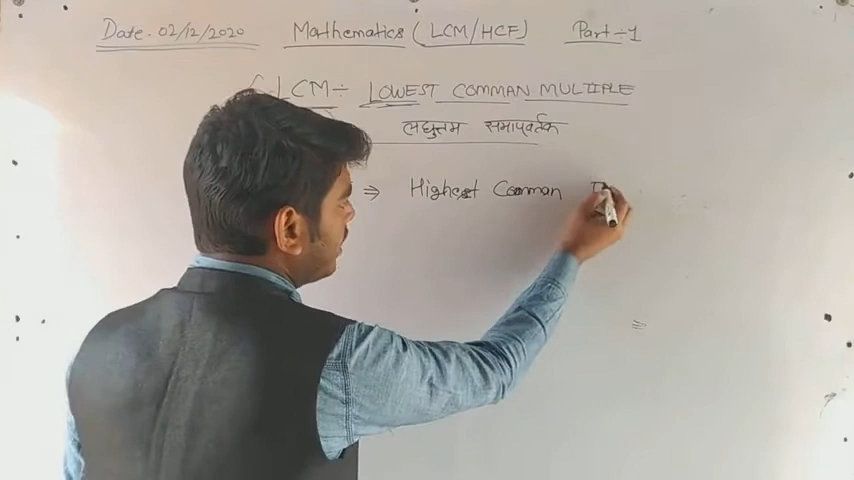 Date. 02/12/2020 Mathematics (LCM/HCF) Part-1
LCM ÷ LOWEST COMMAN MULTIPLE
लघुत्तम समापवर्तक
⇒ Highest Comman